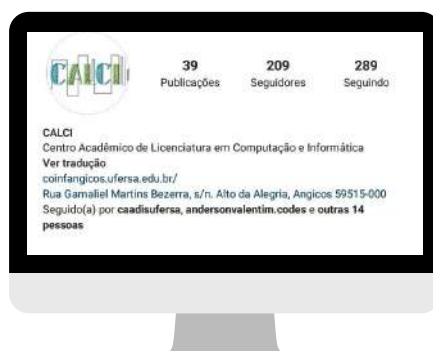 CALCI
39 209 289
Publicações Seguidores Seguindo
CALCI
Centro Acadêmico de Licenciatura em Computação e Informática
Ver tradução
coinfangicos.ufersa.edu.br/
Rua Gamaliel Martins Bezerra, s/n. Alto da Alegria, Angicos 59515-000
Seguido(a) por caadisufersa, andersonvalentim.codes e outras 14
pessoas